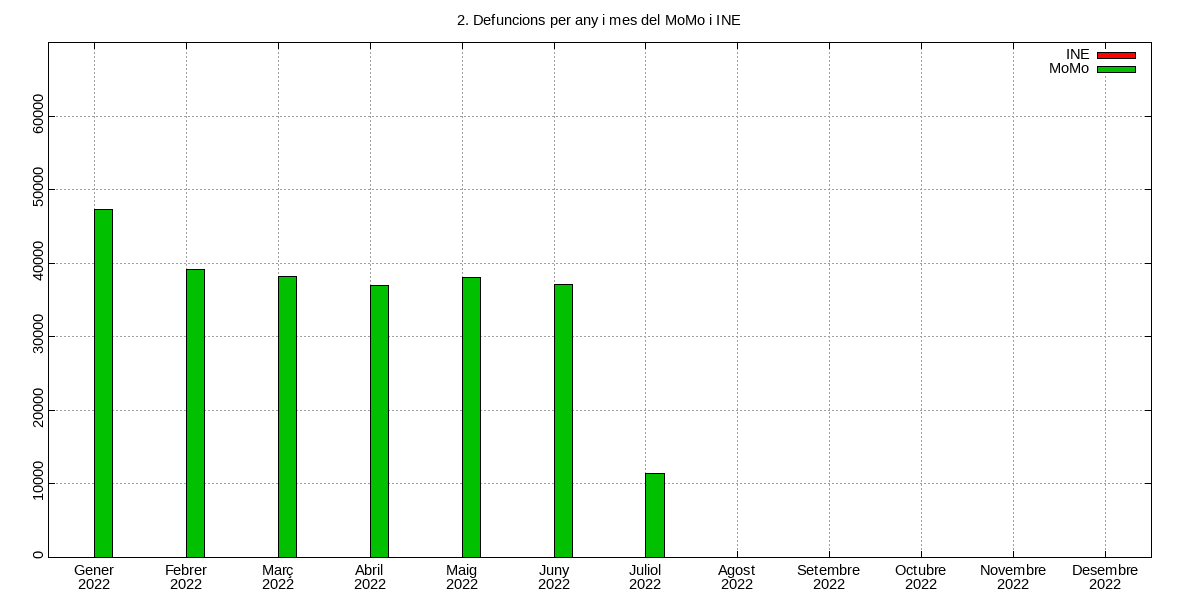 2. Defuncions per any i mes del MoMo i INE
INE
MoMo
60000
50000
40000
30000
20000
10000
0
Gener Febrer Març Abril Maig Juny Juliol Agost Setembre Octubre Novembre Desembre
2022 2022 2022 2022 2022 2022 2022 2022 2022 2022 2022 2022